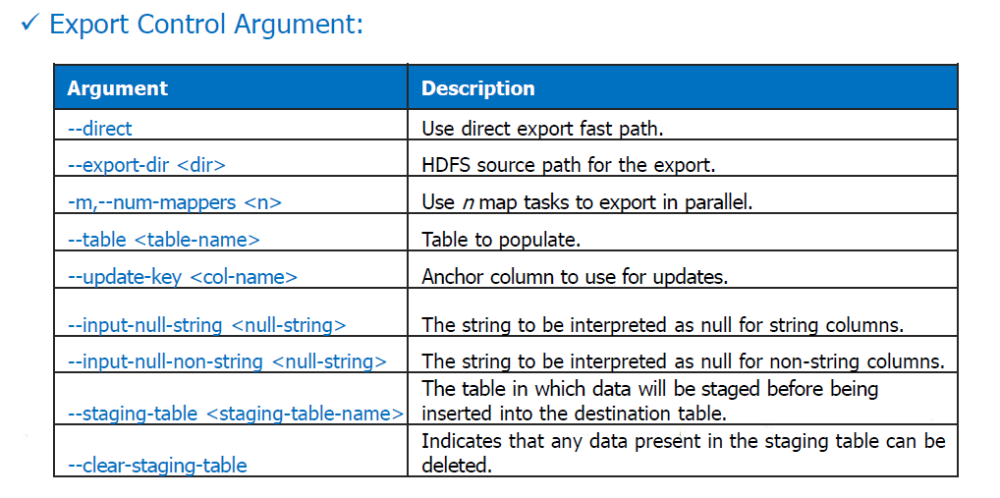 ✓ Export Control Argument:
Argument Description
--direct Use direct export fast path.
--export-dir <dir> HDFS source path for the export.
-m,--num-mappers <n> Use n map tasks to export in parallel.
--table <table-name> Table to populate.
--update-key <col-name> Anchor column to use for updates.
--input-null-string <null-string> The string to be interpreted as null for string columns.
--input-null-non-string <null-string> The string to be interpreted as null for non-string columns.
The table in which data will be staged before being
--staging-table <staging-table-name> inserted into the destination table.
Indicates that any data present in the staging table can be
--clear-staging-table deleted.